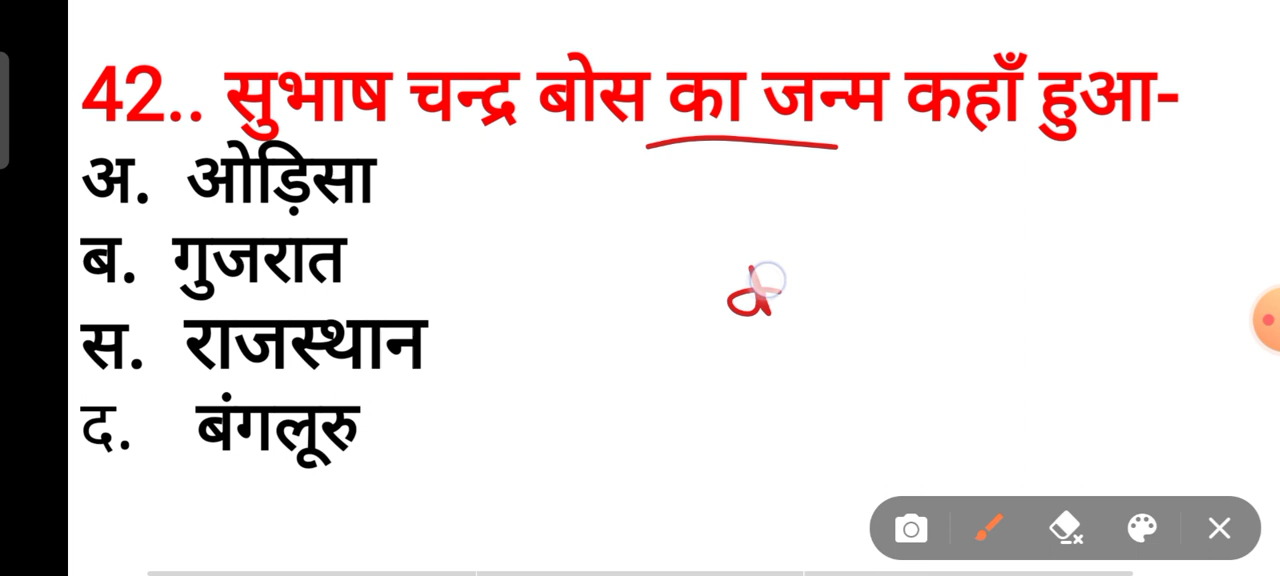 42.. सुभाष चन्द्र बोस का जन्म कहाँ हुआ-
अ. ओड़िसा
ब. गुजरात
स. राजस्थान
द. बंगलूरु